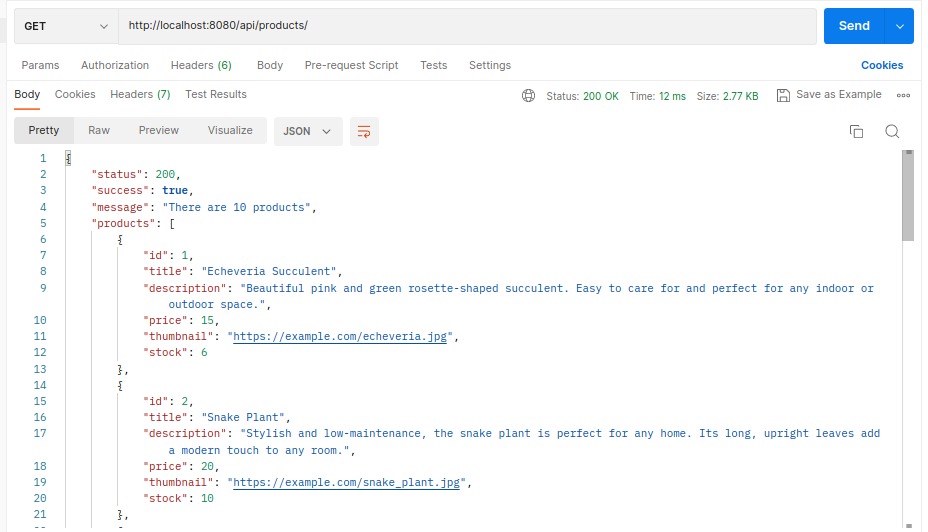 GET http://localhost:8080/api/products/ Send
Params Authorization Headers (6) Body Pre-request Script Tests Settings Cookies
Body Cookies Headers (7) Test Results Status: 200 OK Time: 12 ms Size: 2.77 KB Save as Example
Pretty Raw Preview Visualize JSON
1 {
2 "status": 200,
3 "success": true,
4 "message": "There are 10 products",
5 "products": [
6 {
7 "id": 1,
8 "title": "Echeveria Succulent",
9 "description": "Beautiful pink and green rosette-shaped succulent. Easy to care for and perfect for any indoor or
outdoor space.",
10 "price": 15,
11 "thumbnail": "https://example.com/echeveria.jpg",
12 "stock": 6
13 },
14 {
15 "id": 2,
16 "title": "Snake Plant",
17 "description": "Stylish and low-maintenance, the snake plant is perfect for any home. Its long, upright leaves add
a modern touch to any room.",
18 "price": 20,
19 "thumbnail": "https://example.com/snake_plant.jpg",
20 "stock": 10
21 },